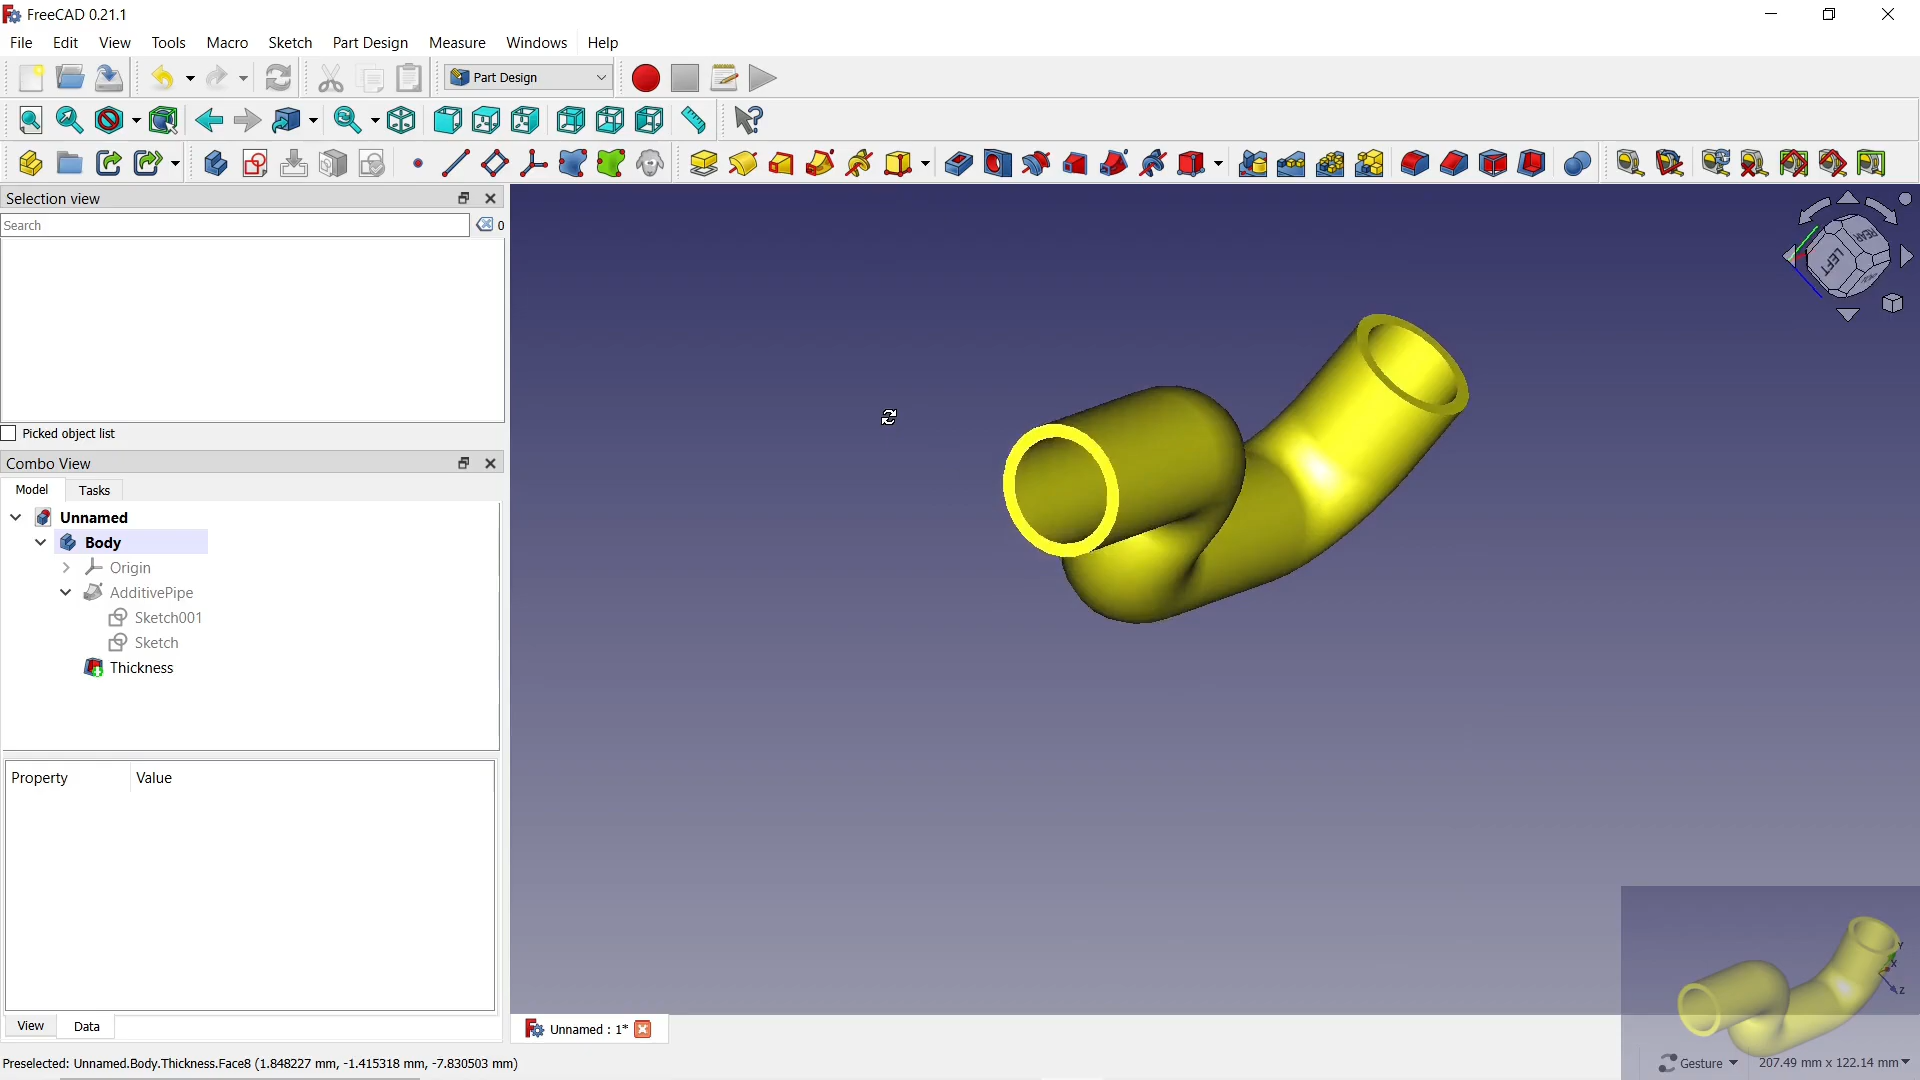 FreeCAD 0.21.1
File Edit View Tools Macro Sketch Part Design Measure Windows Help
Part Design
Selection view
Search
0
Picked object list
Combo View
Model Tasks
Unnamed
Body
Origin
AdditivePipe
Sketch001
Sketch
Thickness
Property Value
View Data
LEFT
REAR
Unnamed : 1*
Y
X
Z
Preselected: Unnamed.Body.Thickness.Face8 (1.848227 mm, -1.415318 mm, -7.830503 mm)
Gesture
207.49 mm x 122.14 mm